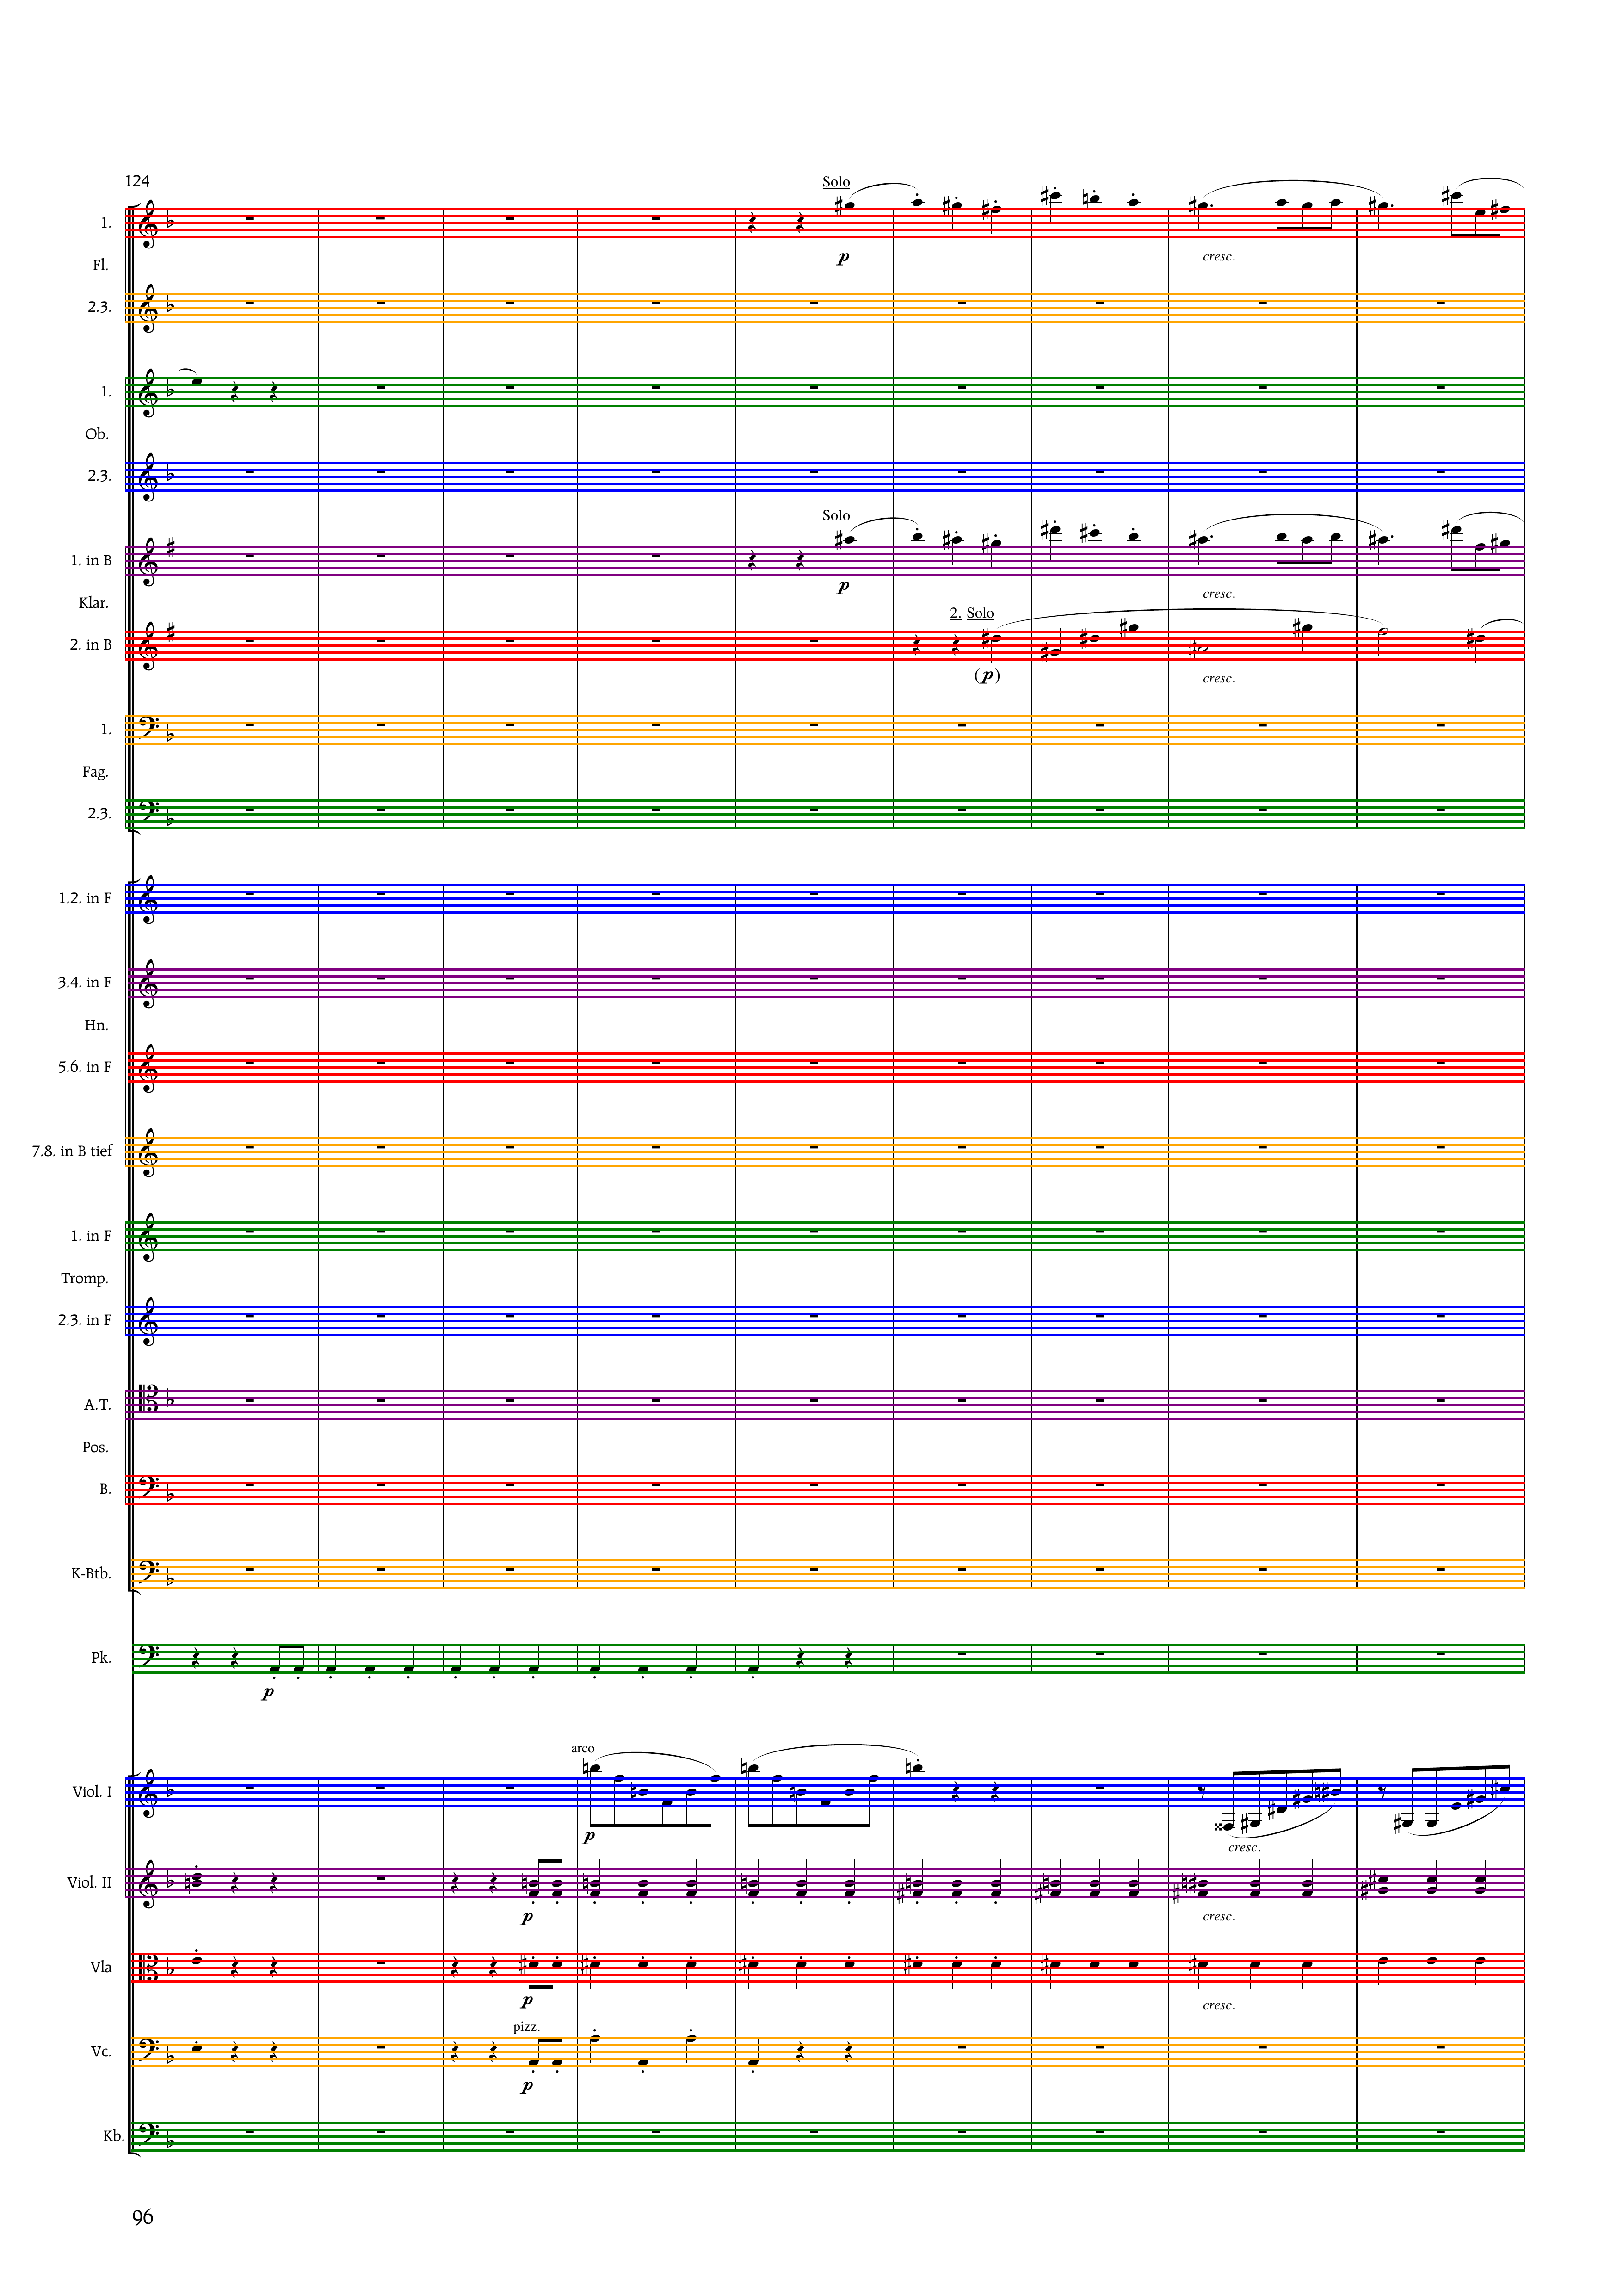 124
Solo
1.
p
cresc.
Fl.
2.3.
1.
Ob.
2.3.
Solo
1. in B
p
cresc.
Klar.
2. Solo
2. in B
(p)
cresc.
1.
Fag.
2.3.
1.2. in F
3.4. in F
Hn.
5.6. in F
7.8. in B tief
1. in F
Tromp.
2.3. in F
A.T.
Pos.
B.
K-Btb.
Pk.
p
arco
Viol. I
p
cresc.
Viol. II
p
cresc.
Vla
p
cresc.
pizz.
Vc.
p
Kb.
96